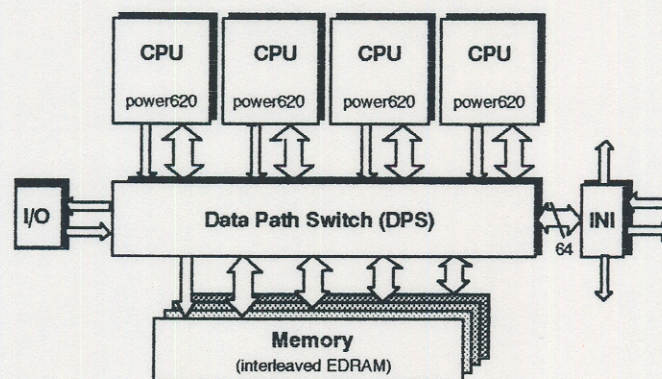 CPU
power620
CPU
power620
CPU
power620
CPU
power620
I/O
Data Path Switch (DPS)
64
INI
Memory
(interleaved EDRAM)